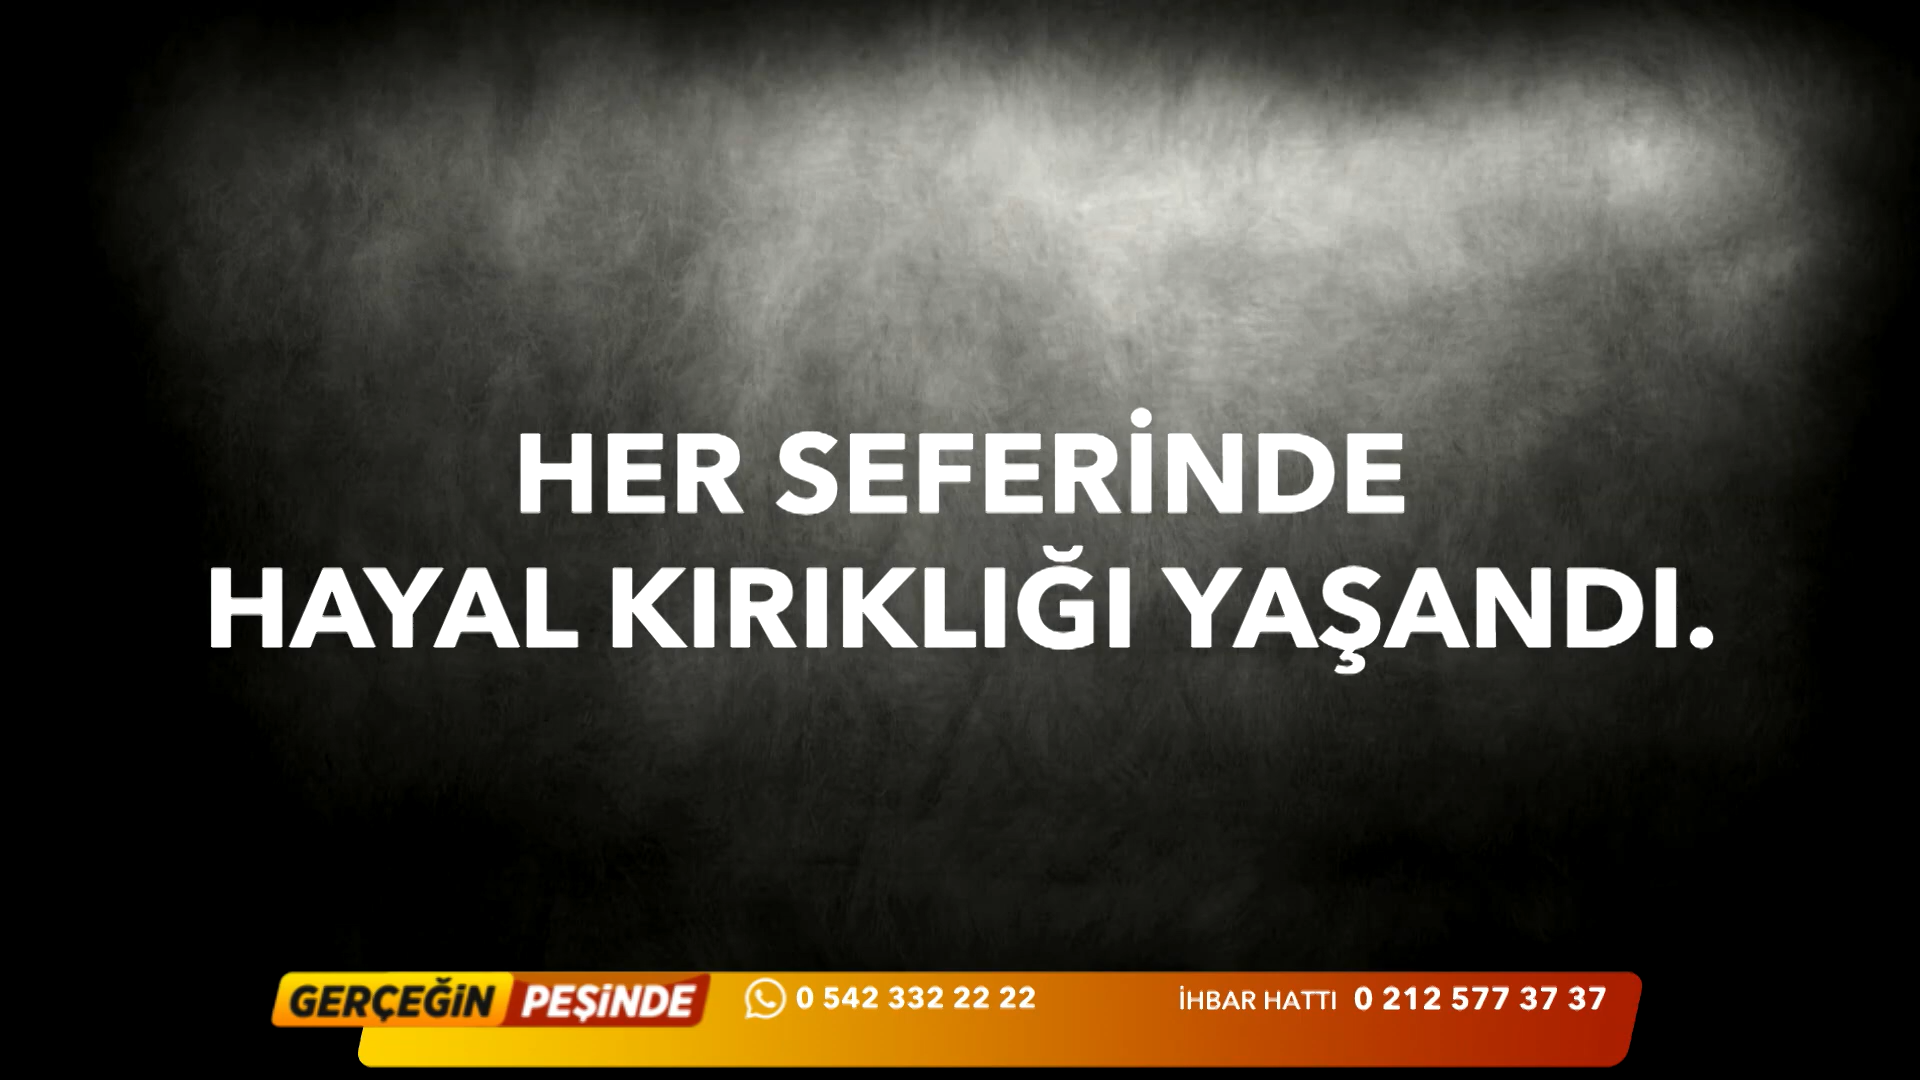 HER SEFERİNDE
HAYAL KIRIKLIĞI YAŞANDI.
GERÇEĞİN PEŞİNDE 0 542 332 22 22 İHBAR HATTI 0 212 577 37 37